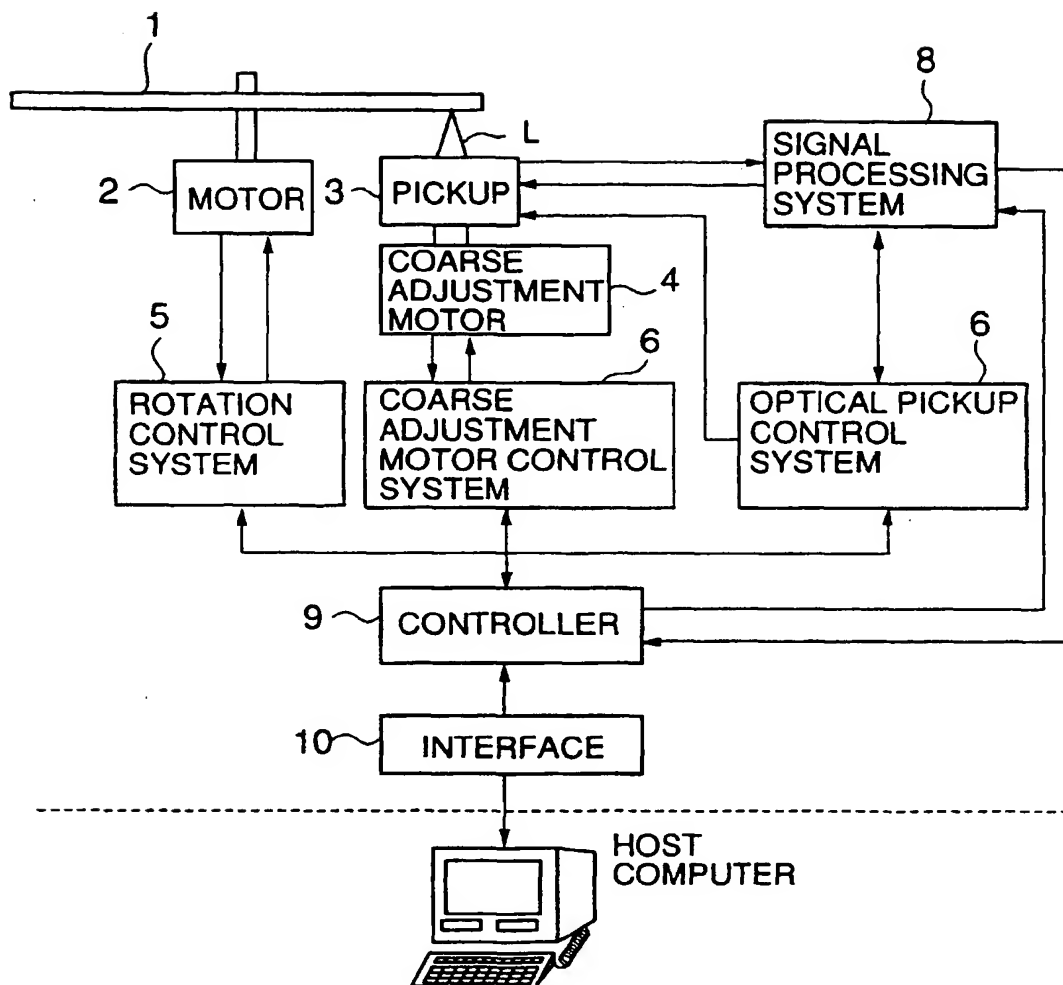 1
8
L
SIGNAL
PROCESSING
SYSTEM
2
MOTOR
3
PICKUP
COARSE
ADJUSTMENT
MOTOR
4
5
6
6
ROTATION
CONTROL
SYSTEM
COARSE
ADJUSTMENT
MOTOR CONTROL
SYSTEM
OPTICAL PICKUP
CONTROL
SYSTEM
9
CONTROLLER
10
INTERFACE
HOST
COMPUTER